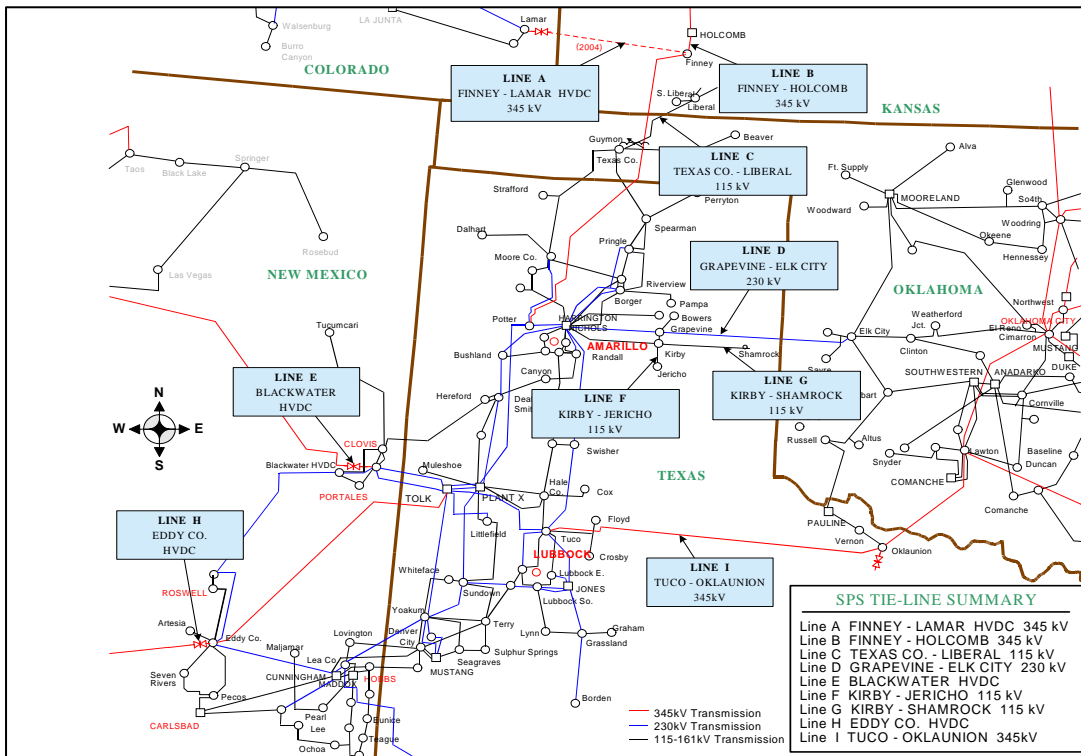 Walsenburg
LA JUNTA
Lamar
HOLCOMB
Burro
Canyon
(2004)
Finney
COLORADO
LINE A
FINNEY - LAMAR HVDC
345 kV
LINE B
FINNEY - HOLCOMB
345 kV
S. Liberal
Liberal
KANSAS
Guymon
Texas Co.
Beaver
LINE C
TEXAS CO. - LIBERAL
115 kV
Alva
Taos
Black Lake
Springer
Ft. Supply
MOORELAND
Glenwood
So4th
Strafford
Perryton
Woodward
Woodring
Dalhart
Spearman
Okeene
Hennessey
Rosebud
Pringle
LINE D
GRAPEVINE - ELK CITY
230 kV
Las Vegas
NEW MEXICO
Moore Co.
Riverview
Borger
Pampa
OKLAHOMA
Northwest
Tucumcari
Potter
HARRINGTON
NICHOLS
Bowers
Grapevine
Weatherford
Jct.
OKLAHOMA CITY
El Reno
Cimarron
Elk City
MUSTANG
AMARILLO
Bushland
Randall
Kirby
Shamrock
Clinton
Canyon
Jericho
Sayre
SOUTHWESTERN
ANADARKO
DUKE
LINE E
BLACKWATER
HVDC
Hereford
Deaf
Smith
LINE F
KIRBY - JERICHO
115 kV
LINE G
KIRBY - SHAMROCK
115 kV
Cornville
N
W
E
S
CLOVIS
Swisher
Russell
Altus
Snyder
Lawton
Baseline
Duncan
Blackwater HVDC
Muleshoe
TEXAS
PORTALES
TOLK
PLANT X
Hale
Co.
Cox
COMANCHE
Comanche
LINE H
EDDY CO.
HVDC
Littlefield
Floyd
PAULINE
Vernon
Oklaunion
Tuco
LUBBOCK
Crosby
Whiteface
LINE I
TUCO - OKLAUNION
345kV
ROSWELL
Sundown
Lubbock E.
JONES
Lubbock So.
Artesia
Eddy Co.
Yoakum
Lovington
Denver
City
Terry
Lynn
Graham
Grassland
Maljamar
Lea Co.
Sulphur Springs
Seagraves
MUSTANG
Seven
Rivers
CUNNINGHAM
MADDOX
HOBBS
Pecos
Borden
CARLSBAD
Pearl
Lee
Eunice
Teague
Ochoa
345kV Transmission
230kV Transmission
115-161kV Transmission
SPS TIE-LINE SUMMARY
Line A FINNEY - LAMAR HVDC 345 kV
Line B FINNEY - HOLCOMB 345 kV
Line C TEXAS CO. - LIBERAL 115 kV
Line D GRAPEVINE - ELK CITY 230 kV
Line E BLACKWATER HVDC
Line F KIRBY - JERICHO 115 kV
Line G KIRBY - SHAMROCK 115 kV
Line H EDDY CO. HVDC
Line I TUCO - OKLAUNION 345kV